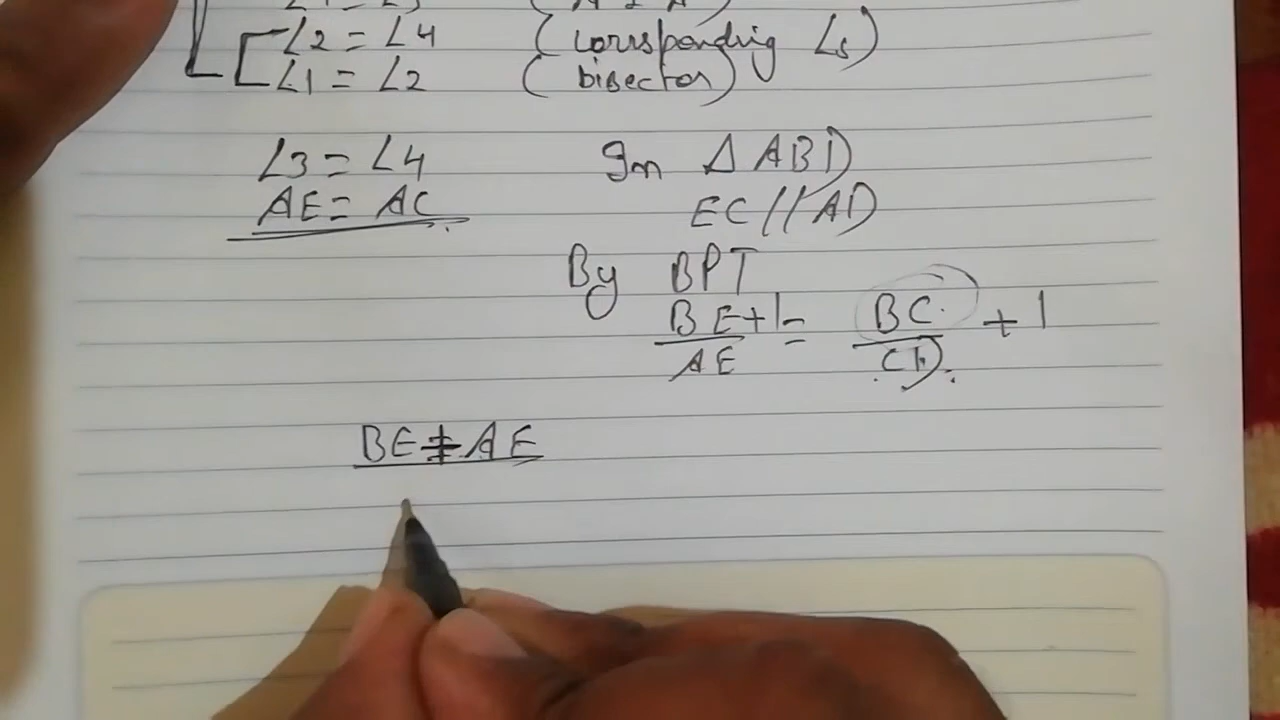 ∠2 = ∠4 (corrsponding ∠s)
∠1 = ∠2 (bisector)
∠3 = ∠4
AE = AC
In Δ ABD
EC // AD
By BPT
BE/AE + 1 = BC/CD + 1
BE + AE